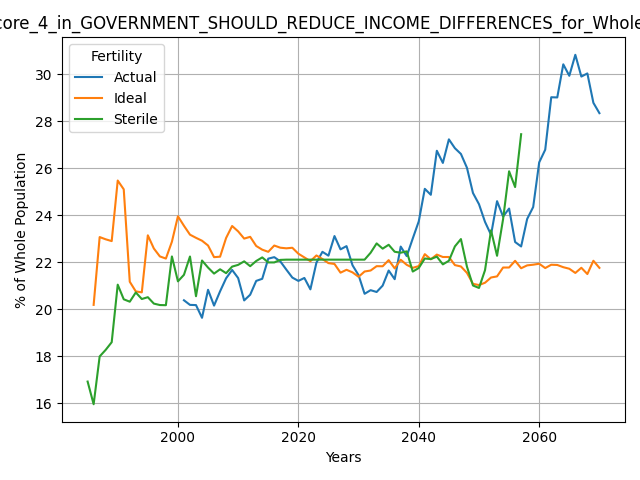 core_4_in_GOVERNMENT_SHOULD_REDUCE_INCOME_DIFFERENCES_for_Whole
Fertility
Actual
Ideal
Sterile
% of Whole Population
30
28
26
24
22
20
18
16
2000 2020 2040 2060
Years